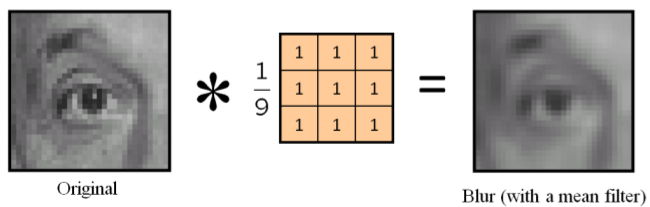 Original
*
1
9
1 1 1
1 1 1
1 1 1
=
Blur (with a mean filter)